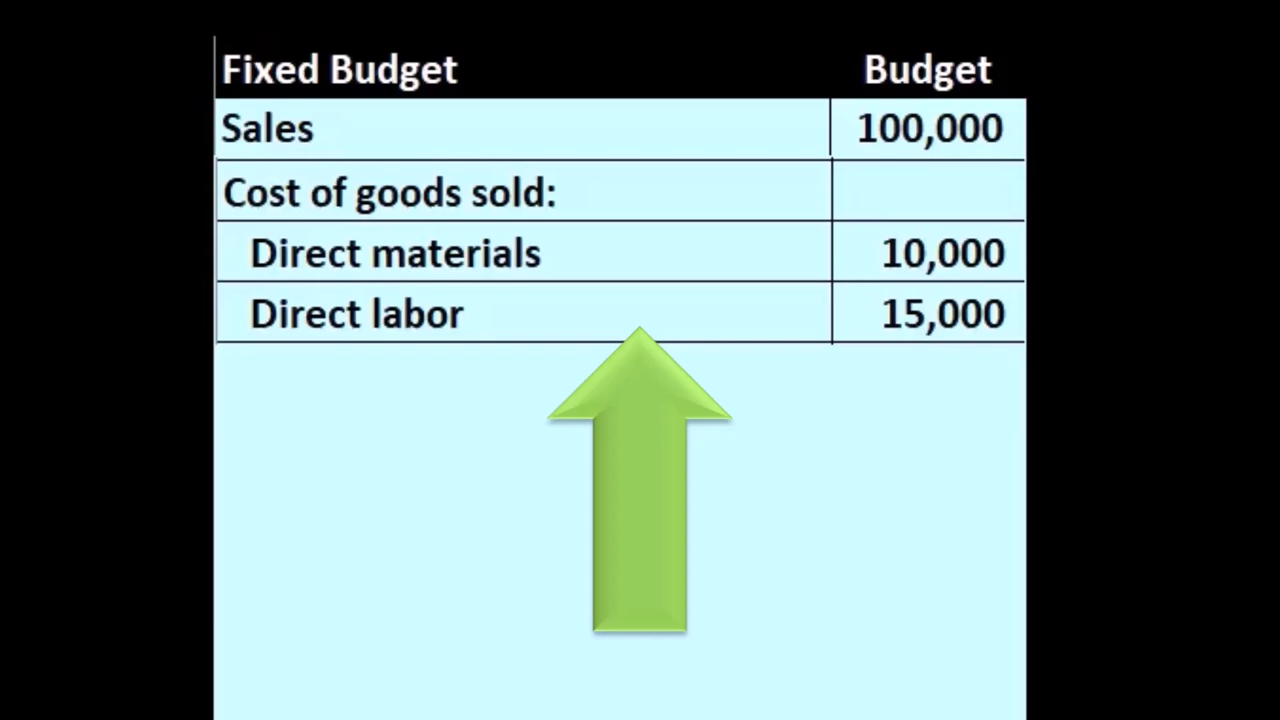 Fixed Budget Budget
Sales 100,000
Cost of goods sold:
Direct materials 10,000
Direct labor 15,000